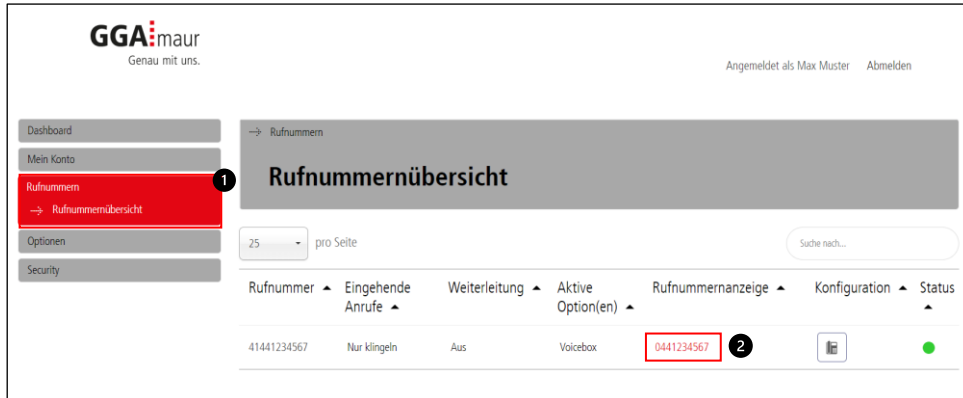 GGA maur
Genau mit uns.
Angemeldet als Max Muster Abmelden
Dashboard
Mein Konto
Rufnummern
→ Rufnummernübersicht
1
Optionen
Security
→ Rufnummern
Rufnummernübersicht
25 pro Seite
Suche nach...
Rufnummer Eingehende Anrufe Weiterleitung Aktive Option(en) Rufnummernanzeige Konfiguration Status
41441234567 Nur klingeln Aus Voicebox 0441234567 2